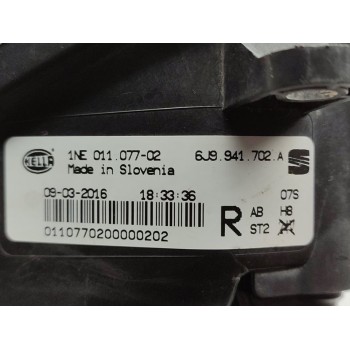 HELLA 1NE 011.077-02 6J9.941.702.A
Made in Slovenia
09-03-2016 18:33:36 07S
R AB H8
ST2
0110770200000202